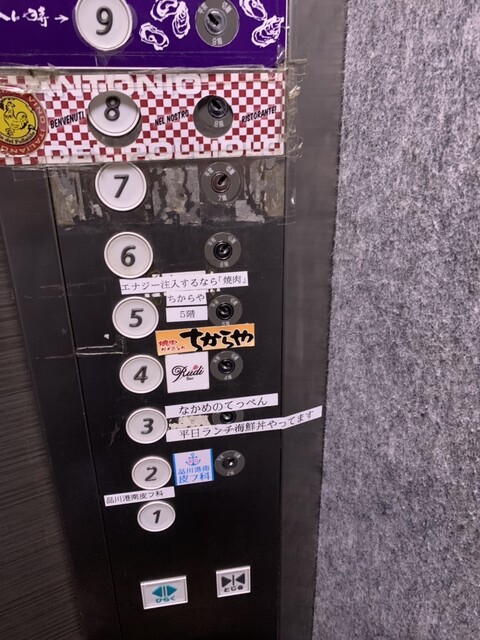 9
ANTONIO
8
BENVENUTI
NEL NOSTRO
RISTORANTE!
7
6
エナジー注入するなら「焼肉」
ちからや
5階
5
焼肉
ちからや
4
Rudi
なかめのてっぺん
3
平日ランチ海鮮丼やってます
2
品川港南
皮フ科
品川港南皮フ科
1
ひらく
とじる